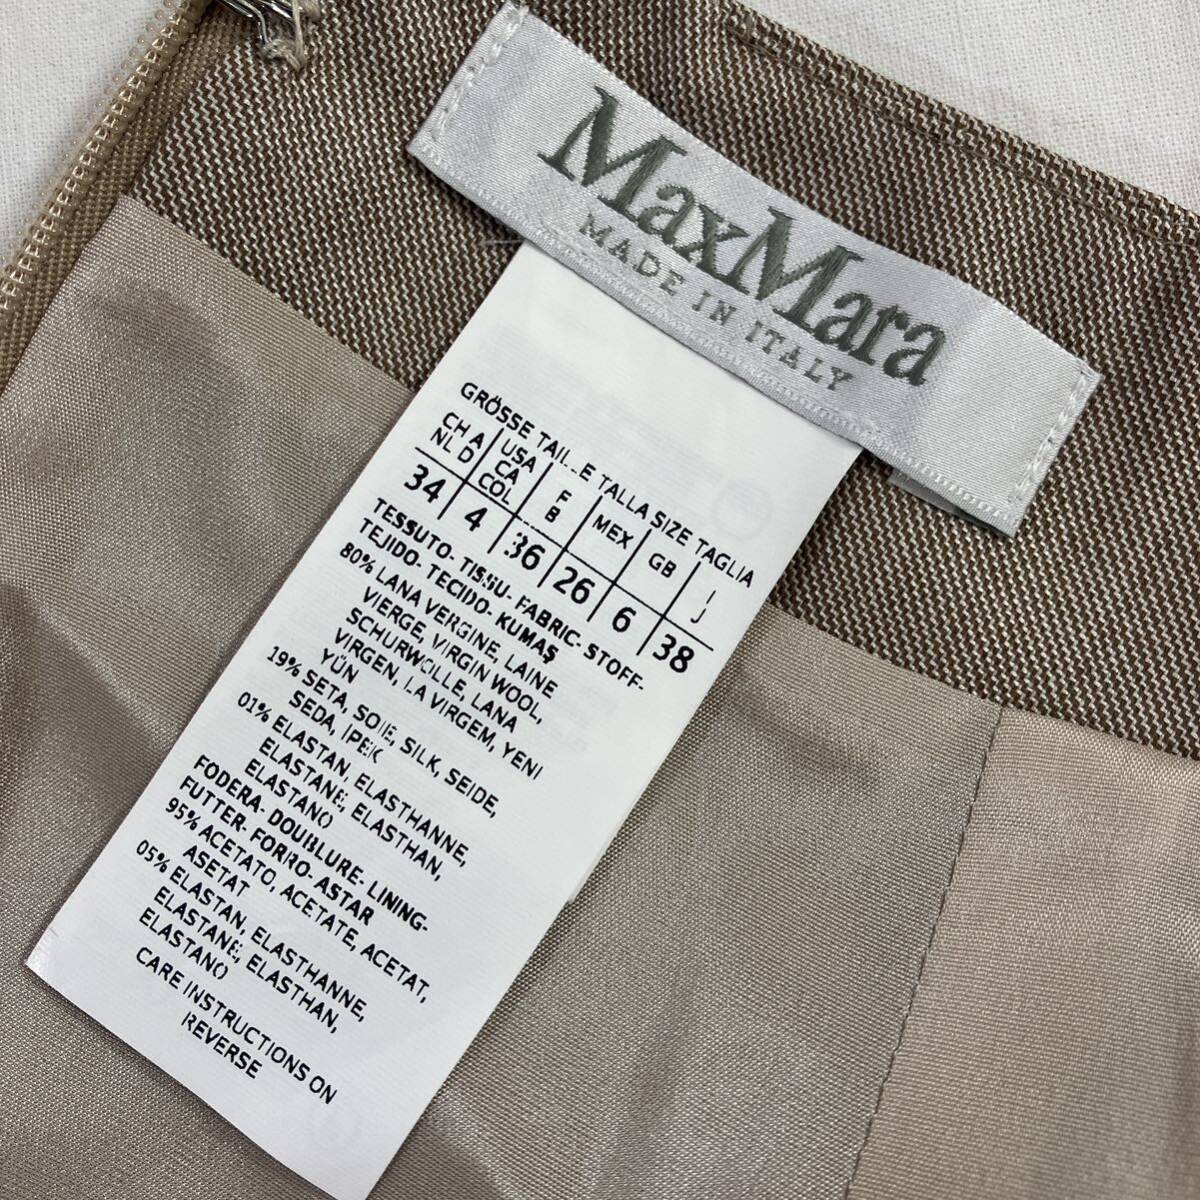 MaxMara
MADE IN ITALY
GRÖSSE TAILLE TALLA SIZE TAGLIA
CH A NL D USA CA COL F B MEX GB I J
34 4 36 26 6 38
TESSUTO- TISSU- FABRIC- STOFF-
TEJIDO- TECIDO- KUMAŞ
80% LANA VERGINE, LAINE
VIERGE, VIRGIN WOOL,
SCHURWOLLE, LANA
VIRGEN, LA VIRGEM, YENI
YÜN
19% SETA, SOIE, SILK, SEIDE,
SEDA, İPEK
01% ELASTAN, ELASTHANNE,
ELASTANE, ELASTHAN,
ELASTANO
FODERA- DOUBLURE- LINING-
FUTTER- FORRO- ASTAR
95% ACETATO, ACETATE, ACETAT,
ASETAT
05% ELASTAN, ELASTHANNE,
ELASTANE, ELASTHAN,
ELASTANO
CARE INSTRUCTIONS ON
REVERSE